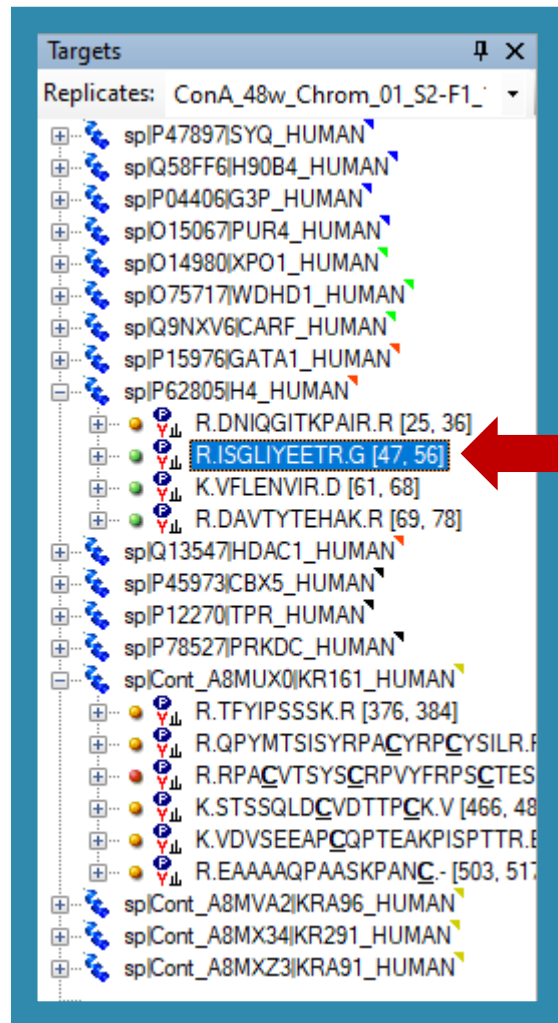 Targets
Replicates: ConA_48w_Chrom_01_S2-F1_
sp|P47897|SYQ_HUMAN
sp|Q58FF6|H90B4_HUMAN
sp|P04406|G3P_HUMAN
sp|O15067|PUR4_HUMAN
sp|O14980|XPO1_HUMAN
sp|O75717|WDHD1_HUMAN
sp|Q9NXV6|CARF_HUMAN
sp|P15976|GATA1_HUMAN
sp|P62805|H4_HUMAN
R.DNIQGITKPAIR.R [25, 36]
R.ISGLIYEETR.G [47, 56]
K.VFLENVIR.D [61, 68]
R.DAVTYTEHAK.R [69, 78]
sp|Q13547|HDAC1_HUMAN
sp|P45973|CBX5_HUMAN
sp|P12270|TPR_HUMAN
sp|P78527|PRKDC_HUMAN
sp|Cont_A8MUX0|KR161_HUMAN
R.TFYIPSSSK.R [376, 384]
R.QPYMTSISYRPACYRPCYSILR.
R.RPACVTSYSCRPVYFRPSCTES
K.STSSQLDCVDTTPCK.V [466, 48
K.VDVSEEAPCQPTEAKPISPTTR.
R.EAAAAQPAASKPANC.- [503, 517
sp|Cont_A8MVA2|KRA96_HUMAN
sp|Cont_A8MX34|KR291_HUMAN
sp|Cont_A8MXZ3|KRA91_HUMAN